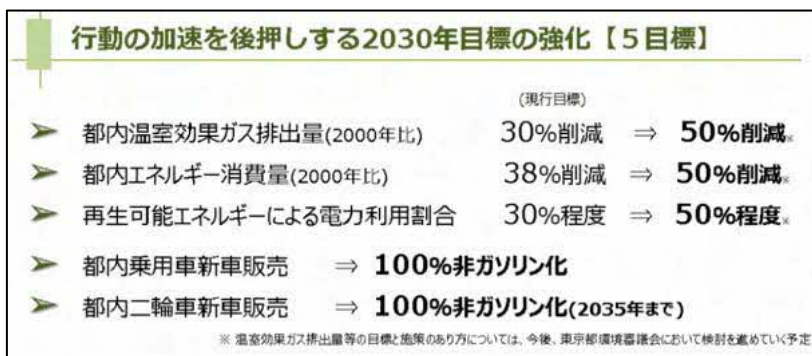 行動の加速を後押しする2030年目標の強化【5目標】
(現行目標)
➢ 都内温室効果ガス排出量(2000年比) 30%削減 ⇒ 50%削減※
➢ 都内エネルギー消費量(2000年比) 38%削減 ⇒ 50%削減※
➢ 再生可能エネルギーによる電力利用割合 30%程度 ⇒ 50%程度※
➢ 都内乗用車新車販売 ⇒ 100%非ガソリン化
➢ 都内二輪車新車販売 ⇒ 100%非ガソリン化(2035年まで)
※ 温室効果ガス排出量等の目標と施策のあり方については、今後、東京都環境審議会において検討を進めていく予定